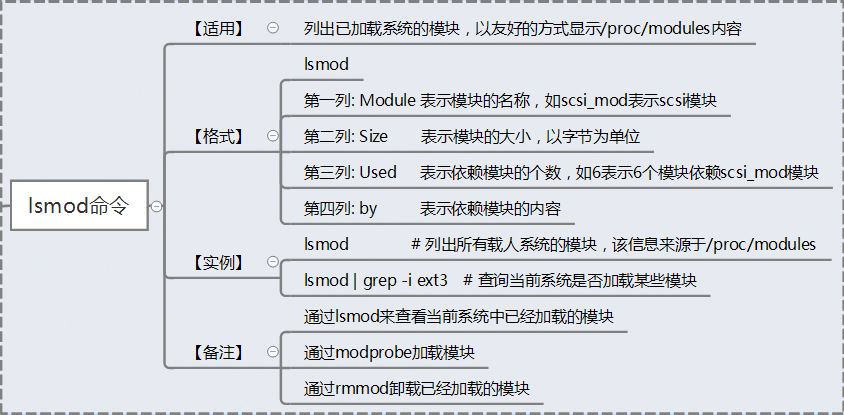 lsmod命令
【适用】
列出已加载系统的模块，以友好的方式显示/proc/modules内容
【格式】
lsmod
第一列: Module 表示模块的名称，如scsi_mod表示scsi模块
第二列: Size 表示模块的大小，以字节为单位
第三列: Used 表示依赖模块的个数，如6表示6个模块依赖scsi_mod模块
第四列: by 表示依赖模块的内容
【实例】
lsmod # 列出所有载人系统的模块，该信息来源于/proc/modules
lsmod | grep -i ext3 # 查询当前系统是否加载某些模块
【备注】
通过lsmod来查看当前系统中已经加载的模块
通过modprobe加载模块
通过rmmod卸载已经加载的模块